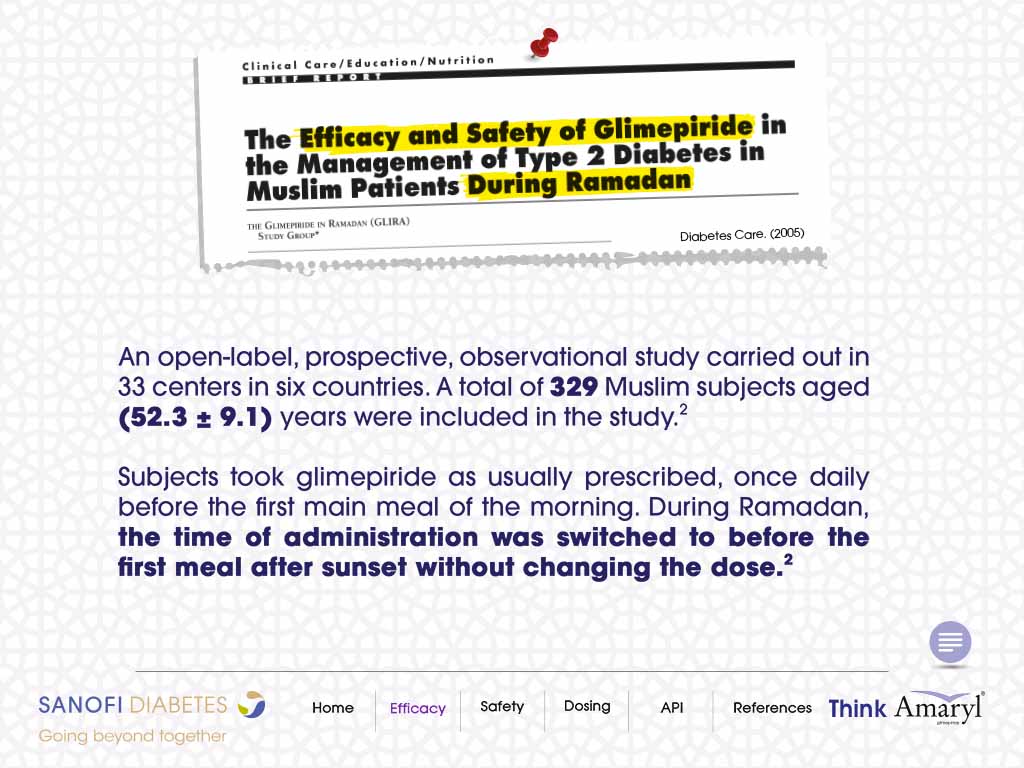 Clinical Care/Education/Nutrition
BRIEF REPORT
The Efficacy and Safety of Glimepiride in
the Management of Type 2 Diabetes in
Muslim Patients During Ramadan
THE GLIMEPIRIDE IN RAMADAN (GLIRA)
STUDY GROUP*
Diabetes Care. (2005)
An open-label, prospective, observational study carried out in
33 centers in six countries. A total of 329 Muslim subjects aged
(52.3 ± 9.1) years were included in the study.²
Subjects took glimepiride as usually prescribed, once daily
before the first main meal of the morning. During Ramadan,
the time of administration was switched to before the
first meal after sunset without changing the dose.²
SANOFI DIABETES
Going beyond together
Home
Efficacy
Safety
Dosing
API
References
Think Amaryl®
glimepiride